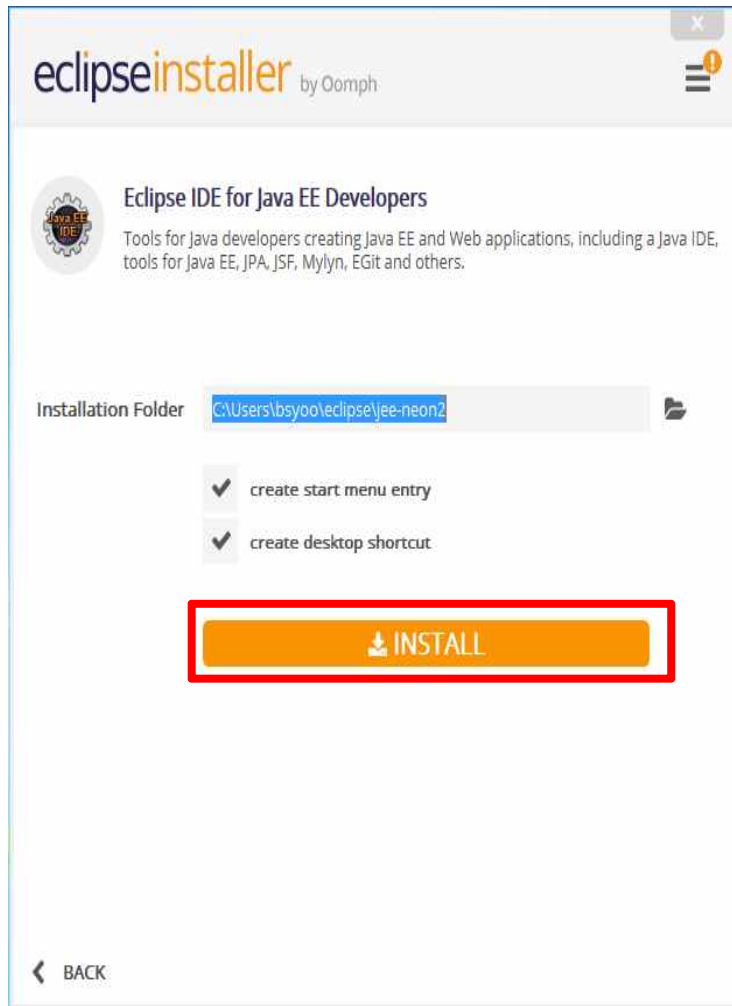 X
eclipseinstaller by Oomph
!
Java EE
IDE
Eclipse IDE for Java EE Developers
Tools for Java developers creating Java EE and Web applications, including a Java IDE,
tools for Java EE, JPA, JSF, Mylyn, EGit and others.
Installation Folder C:\Users\bsyoo\eclipse\jee-neon2
create start menu entry
create desktop shortcut
INSTALL
BACK